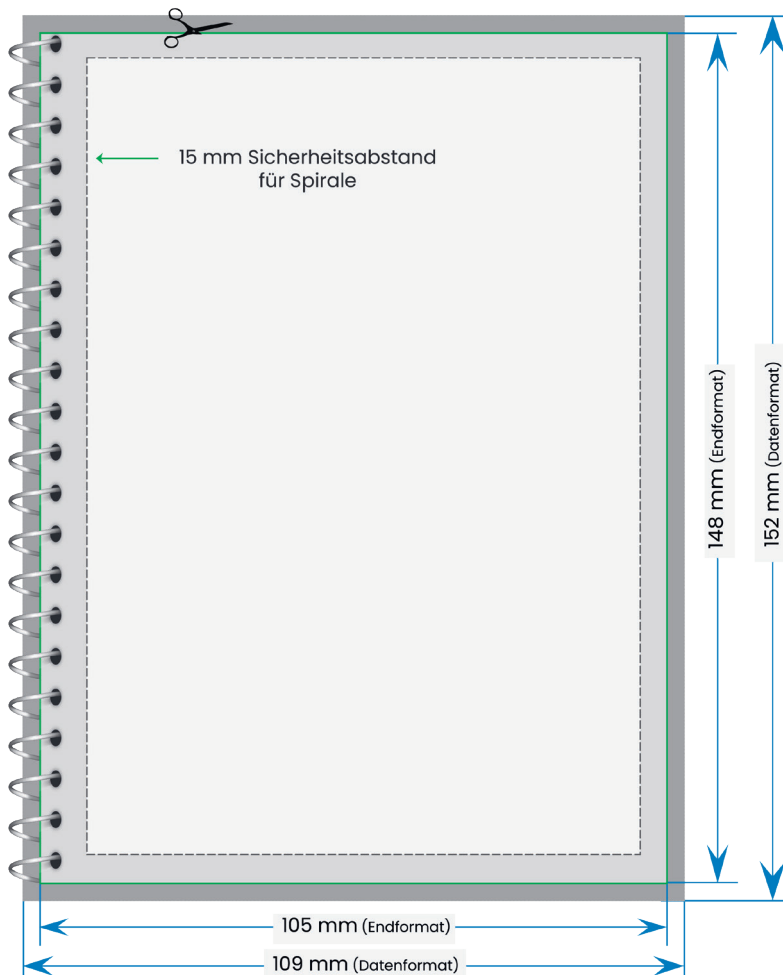 15 mm Sicherheitsabstand
für Spirale
148 mm (Endformat)
152 mm (Datenformat)
105 mm (Endformat)
109 mm (Datenformat)